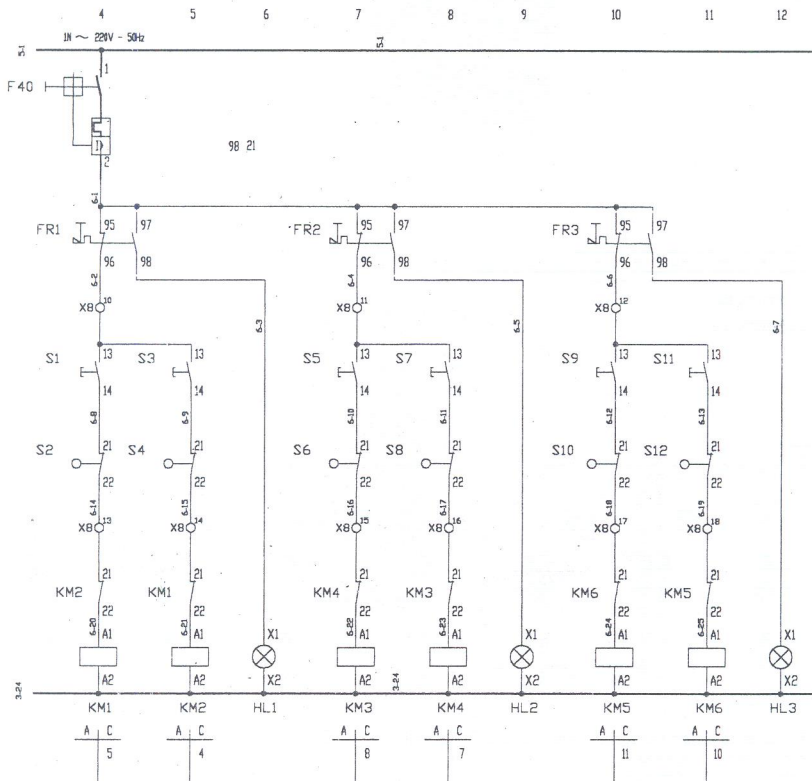 4 5 6 7 8 9 10 11 12
1N ~ 220V - 50Hz
5-1 5-1
1
F40
I>
2
98 21
6-1
95 97 95 97 95 97
FR1 FR2 FR3
96 98 96 98 96 98
6-2 6-4 6-6
X8 10 X8 11 X8 12
6-3 6-5 6-7
S1 13 S3 13 S5 13 S7 13 S9 13 S11 13
14 14 14 14 14 14
6-8 6-9 6-10 6-11 6-12 6-13
S2 21 S4 21 S6 21 S8 21 S10 21 S12 21
22 22 22 22 22 22
6-14 6-15 6-16 6-17 6-18 6-19
X8 13 X8 14 X8 15 X8 16 X8 17 X8 18
21 21 21 21 21 21
KM2 KM1 KM4 KM3 KM6 KM5
22 22 22 22 22 22
6-20 6-21 6-22 6-23 6-24 6-25
A1 A1 X1 A1 A1 X1 A1 A1 X1
A2 A2 X2 A2 A2 X2 A2 A2 X2
3-24 3-24
KM1 KM2 HL1 KM3 KM4 HL2 KM5 KM6 HL3
A C A C A C A C A C A C
5 4 8 7 11 10